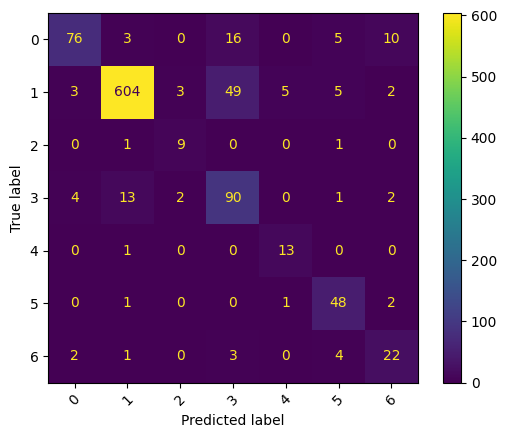 0 76 3 0 16 0 5 10
1 3 604 3 49 5 5 2
2 0 1 9 0 0 1 0
3 4 13 2 90 0 1 2
4 0 1 0 0 13 0 0
5 0 1 0 0 1 48 2
6 2 1 0 3 0 4 22
0 1 2 3 4 5 6
True label
Predicted label
600
500
400
300
200
100
0